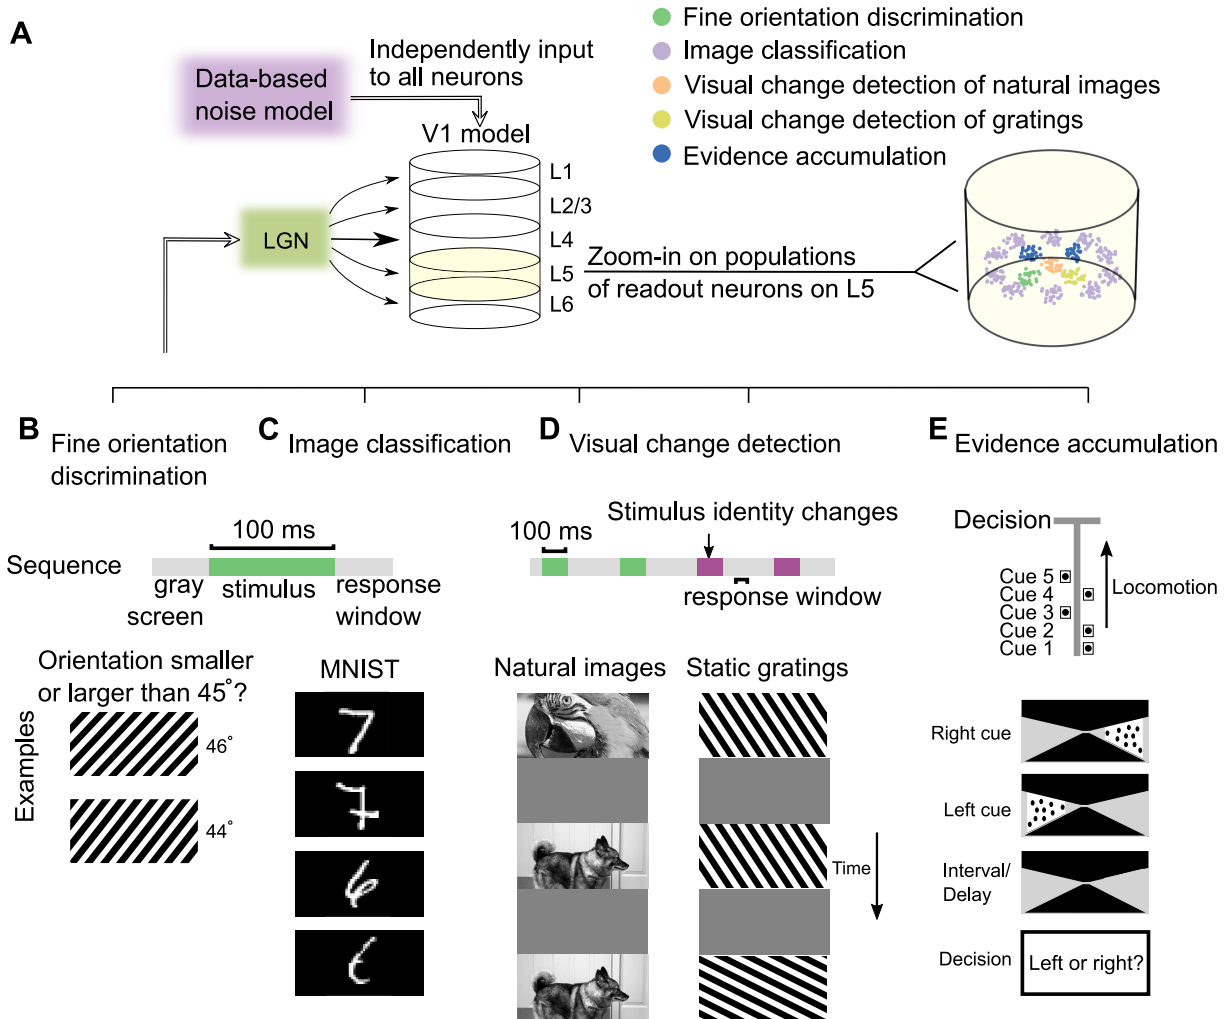 A
Data-based
noise model
Independently input
to all neurons
V1 model
L1
L2/3
L4
L5
L6
LGN
Fine orientation discrimination
Image classification
Visual change detection of natural images
Visual change detection of gratings
Evidence accumulation
Zoom-in on populations
of readout neurons on L5
B
Fine orientation
discrimination
C
Image classification
D
Visual change detection
E
Evidence accumulation
Sequence
100 ms
gray
screen
stimulus
response
window
100 ms
Stimulus identity changes
response window
Decision
Cue 5
Cue 4
Cue 3
Cue 2
Cue 1
Locomotion
Examples
Orientation smaller
or larger than 45°?
46°
44°
MNIST
7
7
6
6
Natural images
Static gratings
Time
Right cue
Left cue
Interval/
Delay
Decision
Left or right?